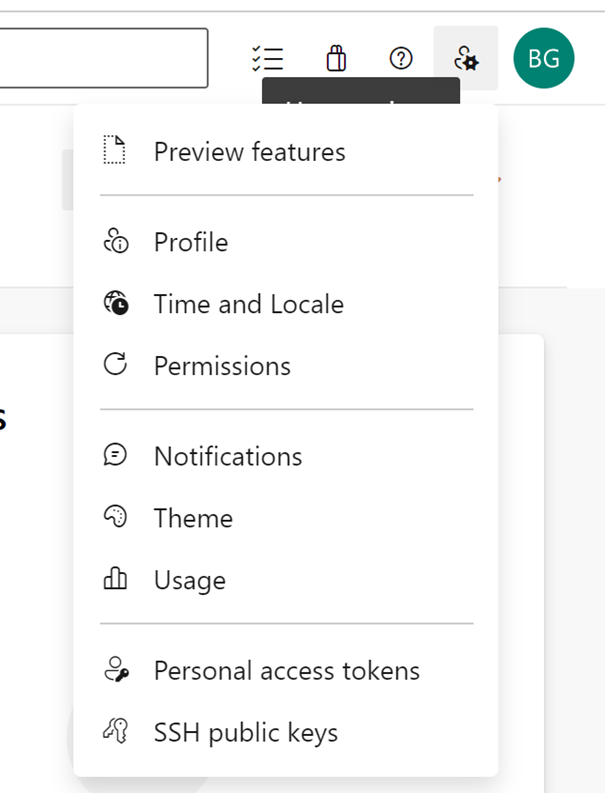 BG
Preview features
Profile
Time and Locale
Permissions
s
Notifications
Theme
Usage
Personal access tokens
SSH public keys